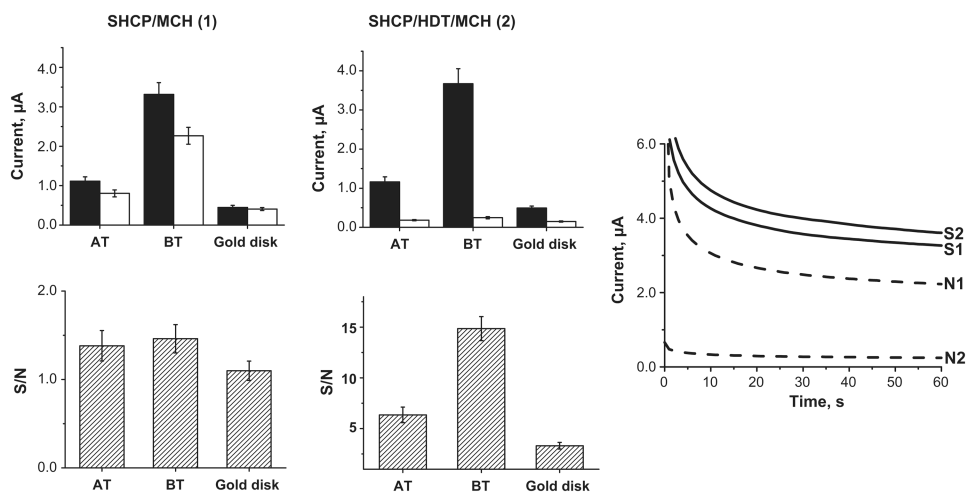 SHCP/MCH (1)
Current, µA
4.0
3.0
2.0
1.0
0.0
AT BT Gold disk
SHCP/HDT/MCH (2)
Current, µA
4.0
3.0
2.0
1.0
0.0
AT BT Gold disk
S/N
2.0
1.0
0.0
AT BT Gold disk
S/N
15
10
5
AT BT Gold disk
Current, µA
6.0
4.0
2.0
0.0
S2
S1
N1
N2
0 10 20 30 40 50 60
Time, s